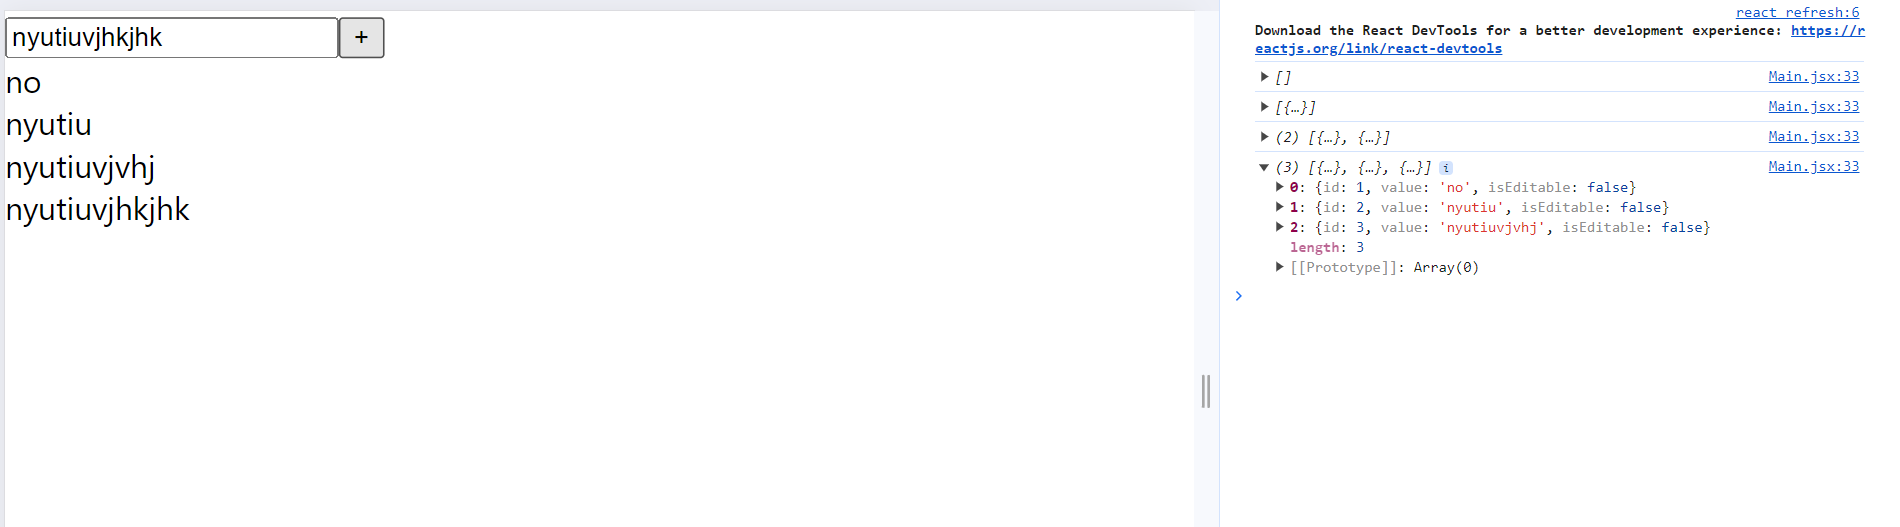 nyutiuvjhkjhk +
no
nyutiu
nyutiuvjvhj
nyutiuvjhkjhk
react refresh:6
Download the React DevTools for a better development experience: https://r
eactjs.org/link/react-devtools
▶ [] Main.jsx:33
▶ [{…}] Main.jsx:33
▶ (2) [{…}, {…}] Main.jsx:33
▼ (3) [{…}, {…}, {…}] i Main.jsx:33
▶ 0: {id: 1, value: 'no', isEditable: false}
▶ 1: {id: 2, value: 'nyutiu', isEditable: false}
▶ 2: {id: 3, value: 'nyutiuvjvhj', isEditable: false}
length: 3
▶ [[Prototype]]: Array(0)
>